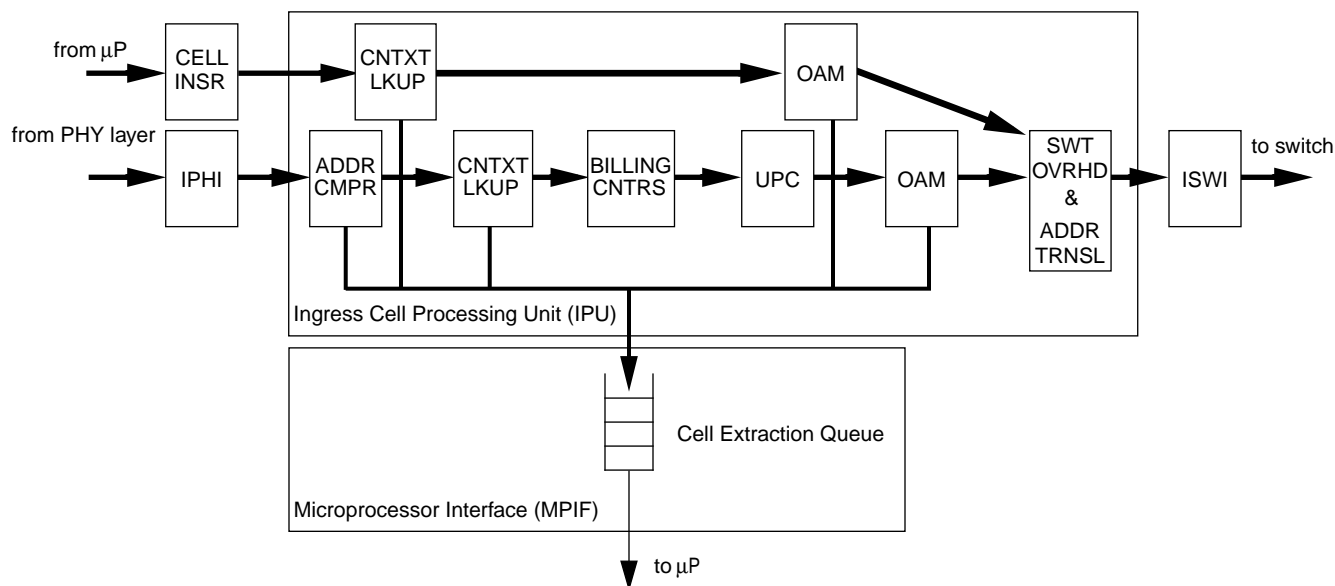 from µP
CELL
INSR
CNTXT
LKUP
OAM
from PHY layer
IPHI
ADDR
CMPR
CNTXT
LKUP
BILLING
CNTRS
UPC
OAM
SWT
OVRHD
&
ADDR
TRNSL
ISWI
to switch
Ingress Cell Processing Unit (IPU)
Cell Extraction Queue
Microprocessor Interface (MPIF)
to µP